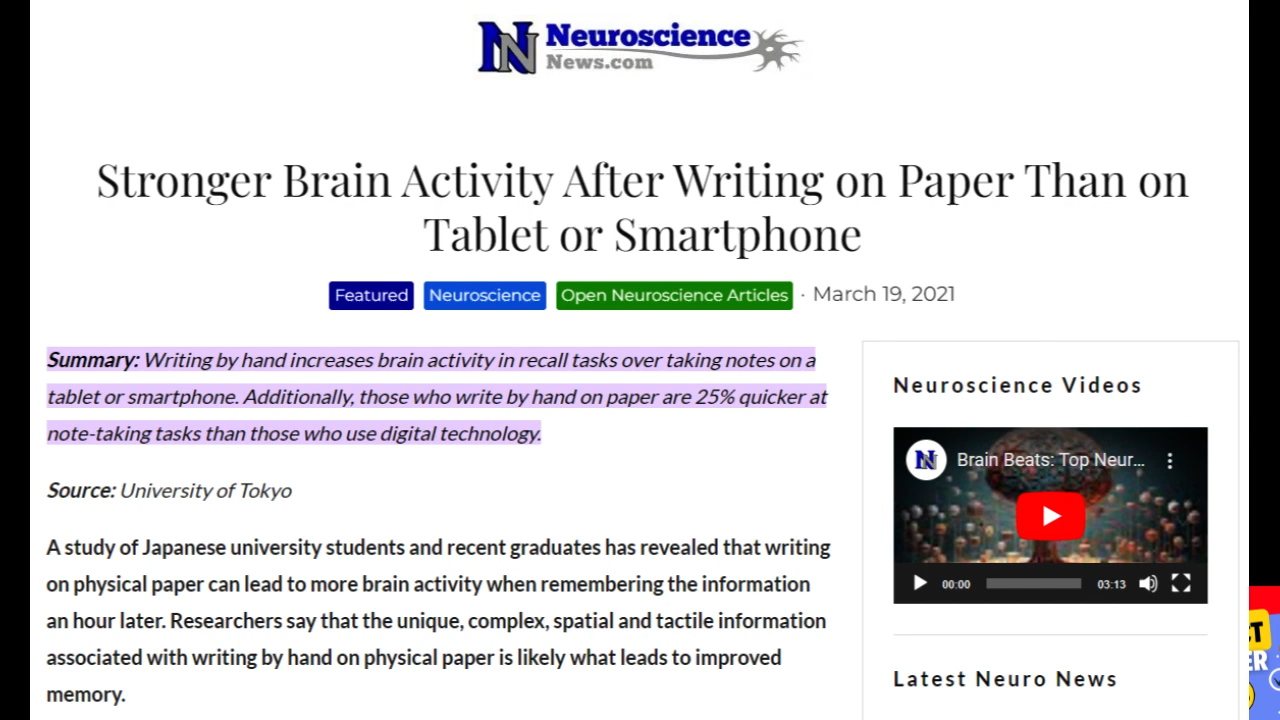 Neuroscience
News.com
Stronger Brain Activity After Writing on Paper Than on
Tablet or Smartphone
Featured Neuroscience Open Neuroscience Articles · March 19, 2021
Summary: Writing by hand increases brain activity in recall tasks over taking notes on a
tablet or smartphone. Additionally, those who write by hand on paper are 25% quicker at
note-taking tasks than those who use digital technology.
Source: University of Tokyo
A study of Japanese university students and recent graduates has revealed that writing
on physical paper can lead to more brain activity when remembering the information
an hour later. Researchers say that the unique, complex, spatial and tactile information
associated with writing by hand on physical paper is likely what leads to improved
memory.
Neuroscience Videos
Brain Beats: Top Neur...
00:00 03:13
Latest Neuro News